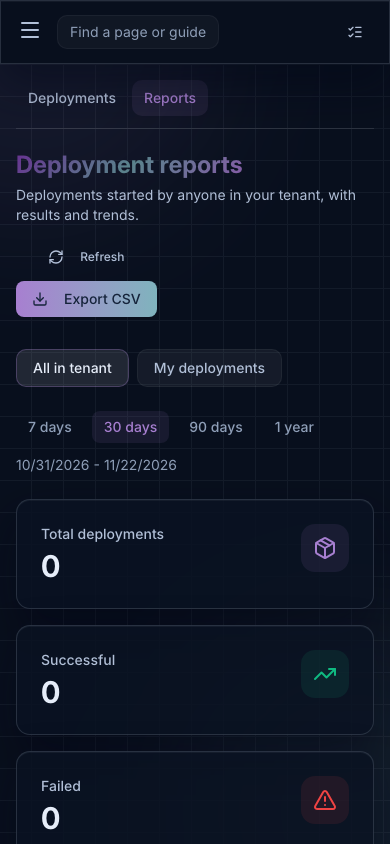 Find a page or guide
Deployments
Reports
Deployment reports
Deployments started by anyone in your tenant, with
results and trends.
Refresh
Export CSV
All in tenant
My deployments
7 days
30 days
90 days
1 year
10/31/2026 - 11/22/2026
Total deployments
0
Successful
0
Failed
0